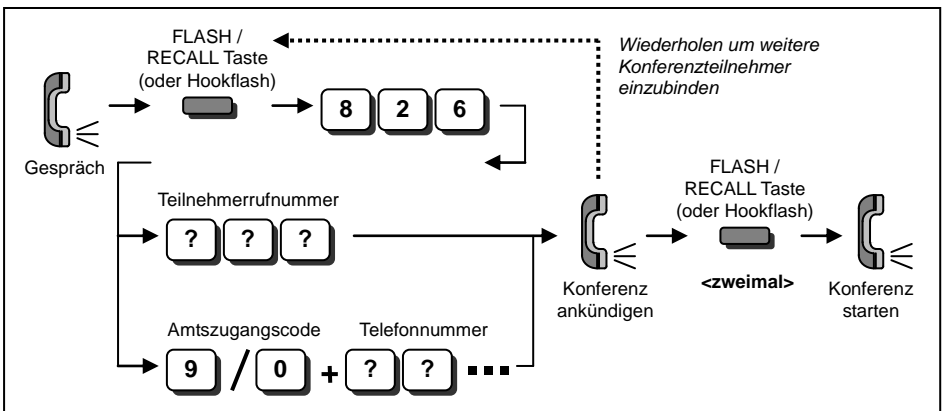 FLASH /
RECALL Taste
(oder Hookflash)
Wiederholen um weitere
Konferenzteilnehmer
einzubinden
8 2 6
Gespräch
Teilnehmerrufnummer
? ? ?
FLASH /
RECALL Taste
(oder Hookflash)
<zweimal>
Konferenz
ankündigen
Konferenz
starten
Amtszugangscode
Telefonnummer
9 / 0 + ? ? ...